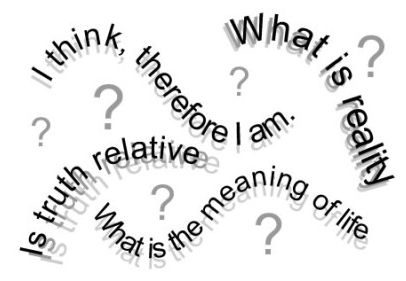 I think, therefore I am.
What is reality
Is truth relative
What is the meaning of life
?
?
?
?
?
?